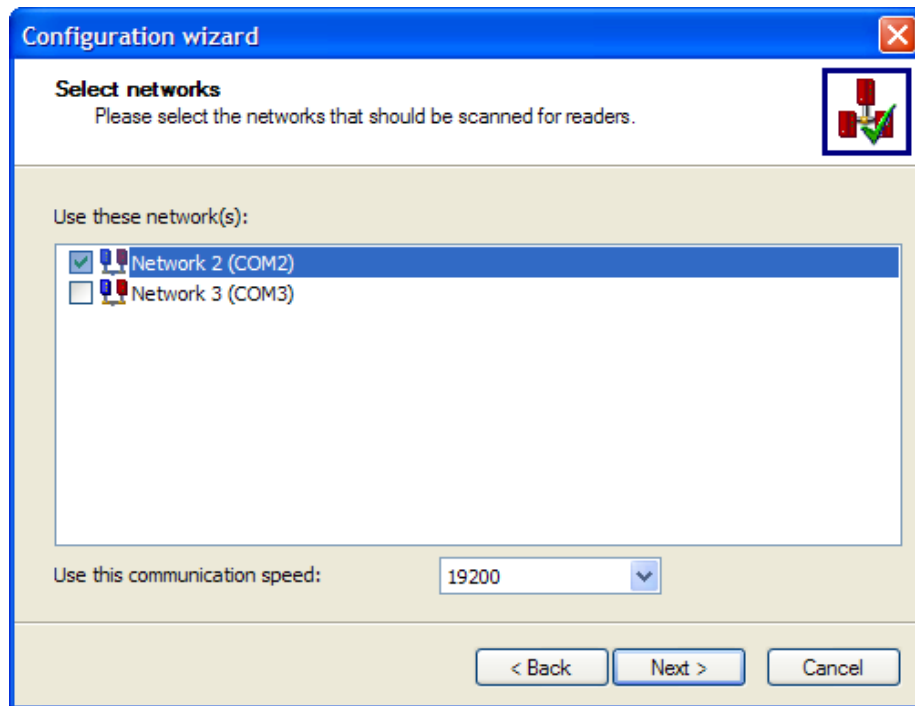 Configuration wizard
Select networks
Please select the networks that should be scanned for readers.
Use these network(s):
Network 2 (COM2)
Network 3 (COM3)
Use this communication speed:
19200
< Back
Next >
Cancel